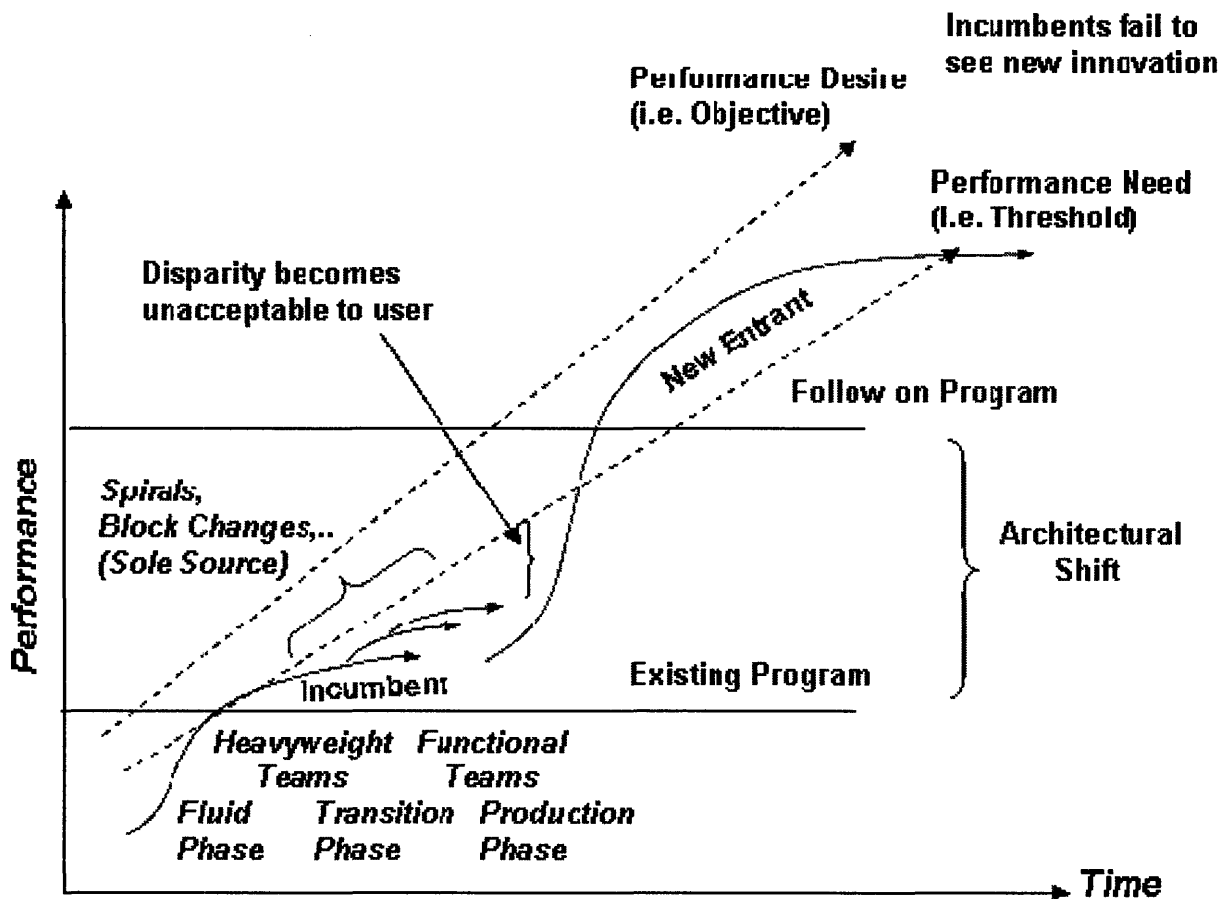 Incumbents fail to
see new innovation
Performance Desire
(i.e. Objective)
Performance Need
(I.e. Threshold)
Disparity becomes
unacceptable to user
New Entrant
Follow on Program
Spirals,
Block Changes,..
(Sole Source)
Architectural
Shift
Performance
Incumbent
Existing Program
Heavyweight
Teams
Functional
Teams
Fluid
Phase
Transition
Phase
Production
Phase
Time